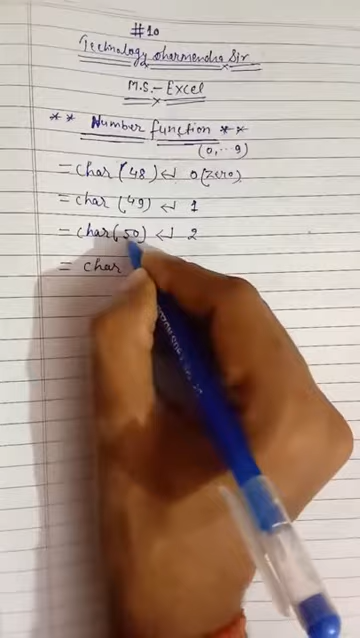 #10
Technology Dharmendra Sir
M.S.-Excel
** Number function **
(0,...9)
=char(48)↵ 0(Zero)
=char(49)↵ 1
=char(50)↵ 2
= char